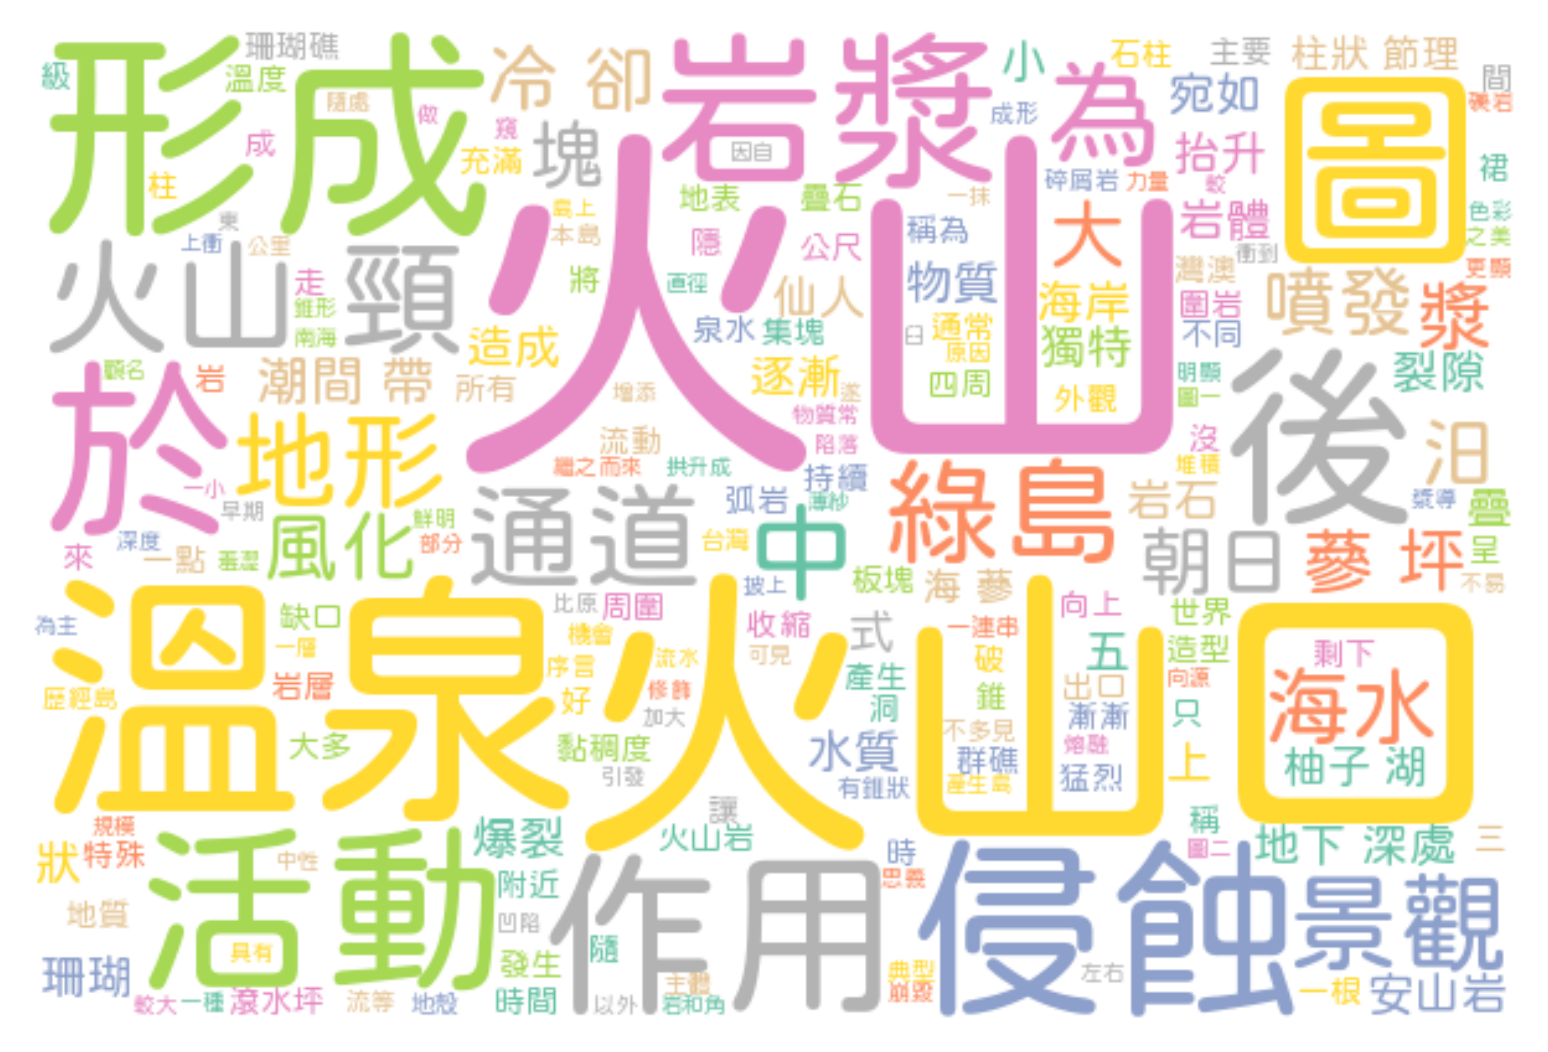 形成
珊瑚礁
級
溫度
隨處
做
窺
成
充滿
柱
冷 卻
塊
岩漿
因自
小
成形
為
石柱
宛如
主要
柱狀 節理
間
礫岩
圖
抬升
裙
碎屑岩
力量
較
地表
疊石
一抹
島上
本島
東
上衝
公里
隱
公尺
稱為
大
岩體
衝到
色彩
之美
更顯
火山 頸
走
錐形
南海
將
直徑
仙人
物質
海岸
灣澳
圍岩
噴發
漿
火山
造成
泉水
集塊
臼
通常
原因
獨特
不同
裂隙
顧名
岩
潮間 帶
所有
增添
逐漸
遂
四周
外觀
明顯
圖一
後
於
地形
流動
物質常
陷落
沒
汨
繼之而來
拱升成
持續
堆積
一小
早期
通道
弧岩
薄紗
綠島
岩石
漿導
疊
來
深度
一點
羞澀
風化
鮮明
部分
台灣
中
朝日
蔘 坪
呈
不易
披上
板塊
海 蔘
溫泉
火山口
為主
缺口
一層
比原
周圍
機會
收縮
式
一連串
向上
世界
歷經島
岩層
序言
流水
可見
破
五
造型
剩下
好
修飾
加大
產生
洞
錐
出口
向源
海水
大多
黏稠度
引發
水質
不多見
漸漸
只
群礁
熔融
上
柚子 湖
有錐狀
產生島
猛烈
讓
規模
活動
爆裂
火山岩
稱
狀
特殊
中性
時
圖二
地下 深處
三
附近
作用
思義
侵蝕
景觀
地質
凹陷
具有
隨
珊瑚
發生
主體
典型
左右
較大
一種
滾水坪
流等
地殼
時間
以外
岩和角
崩毀
一根
安山岩